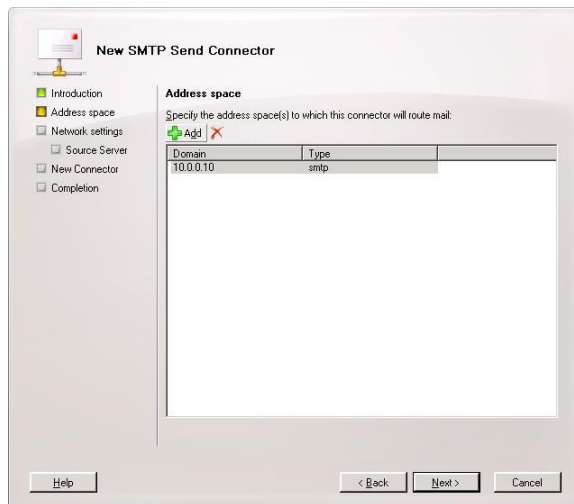 New SMTP Send Connector
Introduction
Address space
Network settings
Source Server
New Connector
Completion
Address space
Specify the address space(s) to which this connector will route mail:
Add
Domain Type
10.0.0.10 smtp
Help
< Back
Next >
Cancel